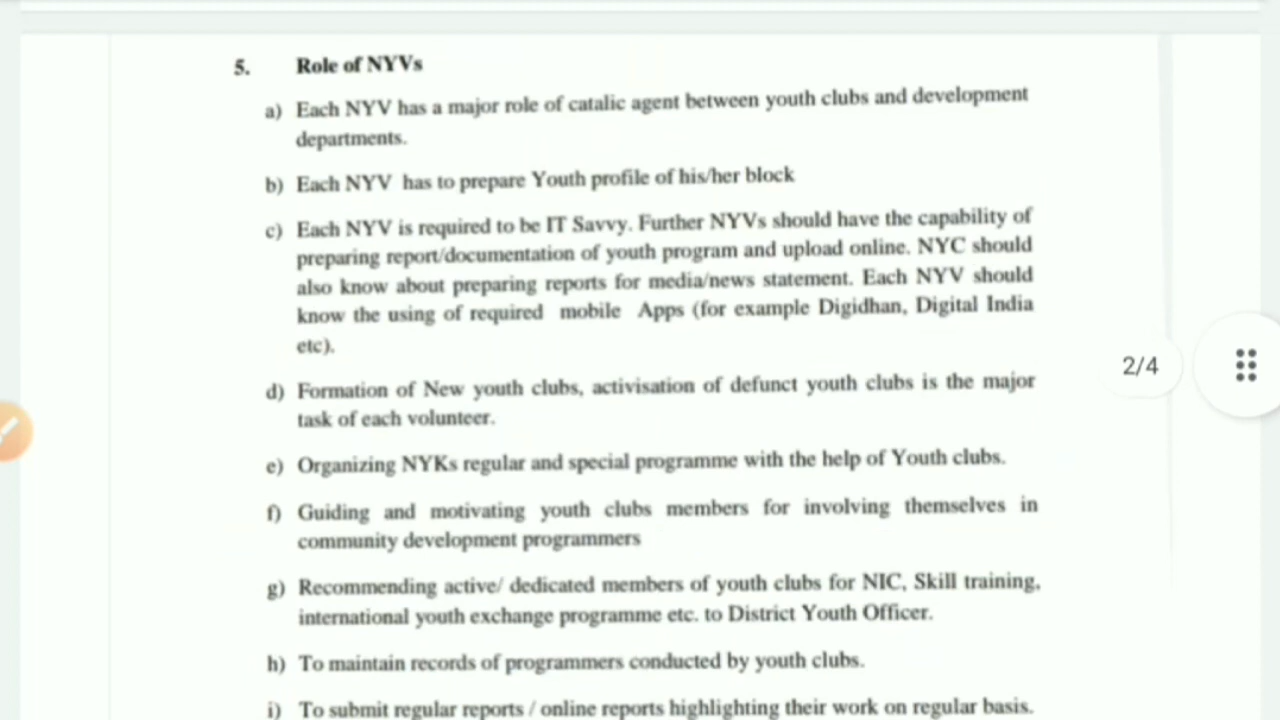 5. Role of NYVs
a) Each NYV has a major role of catalic agent between youth clubs and development
departments.
b) Each NYV has to prepare Youth profile of his/her block
c) Each NYV is required to be IT Savvy. Further NYVs should have the capability of
preparing report/documentation of youth program and upload online. NYC should
also know about preparing reports for media/news statement. Each NYV should
know the using of required mobile Apps (for example Digidhan, Digital India
etc).
2/4
d) Formation of New youth clubs, activisation of defunct youth clubs is the major
task of each volunteer.
e) Organizing NYKs regular and special programme with the help of Youth clubs.
f) Guiding and motivating youth clubs members for involving themselves in
community development programmers
g) Recommending active/ dedicated members of youth clubs for NIC, Skill training,
international youth exchange programme etc. to District Youth Officer.
h) To maintain records of programmers conducted by youth clubs.
i) To submit regular reports / online reports highlighting their work on regular basis.